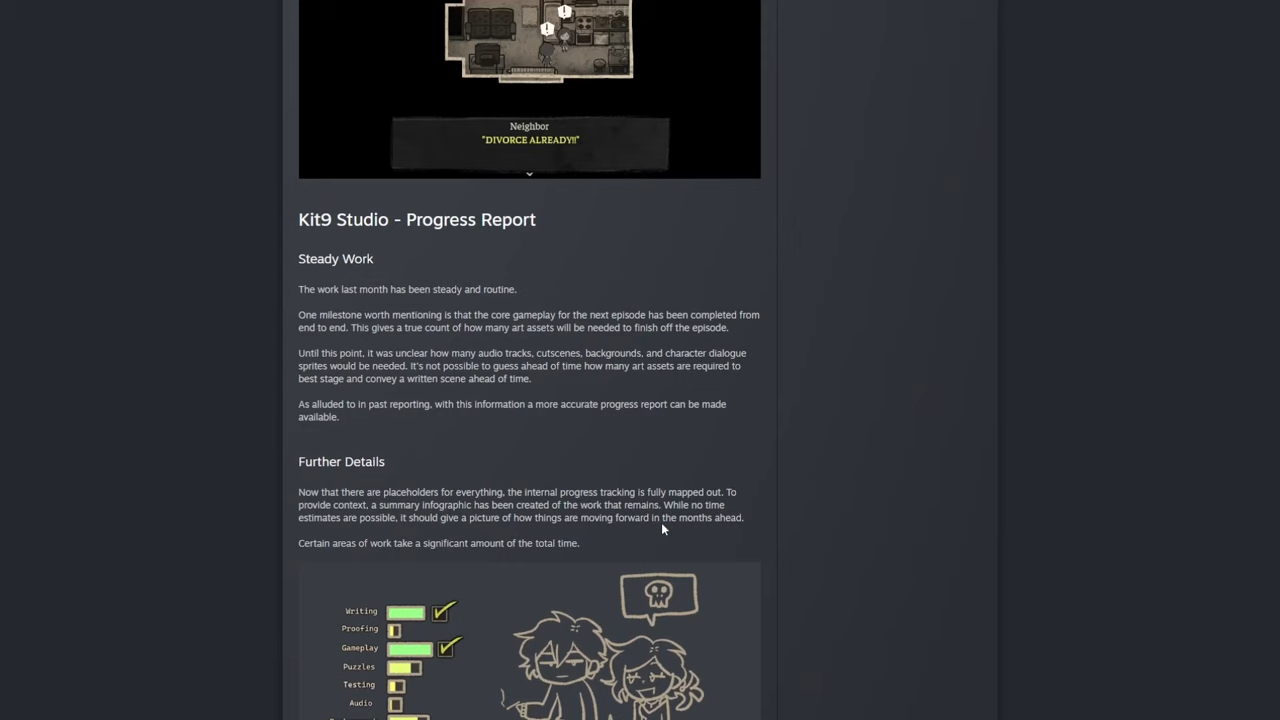 Neighbor
"DIVORCE ALREADY!!"
Kit9 Studio - Progress Report
Steady Work
The work last month has been steady and routine.
One milestone worth mentioning is that the core gameplay for the next episode has been completed from
end to end. This gives a true count of how many art assets will be needed to finish off the episode.
Until this point, it was unclear how many audio tracks, cutscenes, backgrounds, and character dialogue
sprites would be needed. It's not possible to guess ahead of time how many art assets are required to
best stage and convey a written scene ahead of time.
As alluded to in past reporting, with this information a more accurate progress report can be made
available.
Further Details
Now that there are placeholders for everything, the internal progress tracking is fully mapped out. To
provide context, a summary infographic has been created of the work that remains. While no time
estimates are possible, it should give a picture of how things are moving forward in the months ahead.
Certain areas of work take a significant amount of the total time.
Writing
Proofing
Gameplay
Puzzles
Testing
Audio